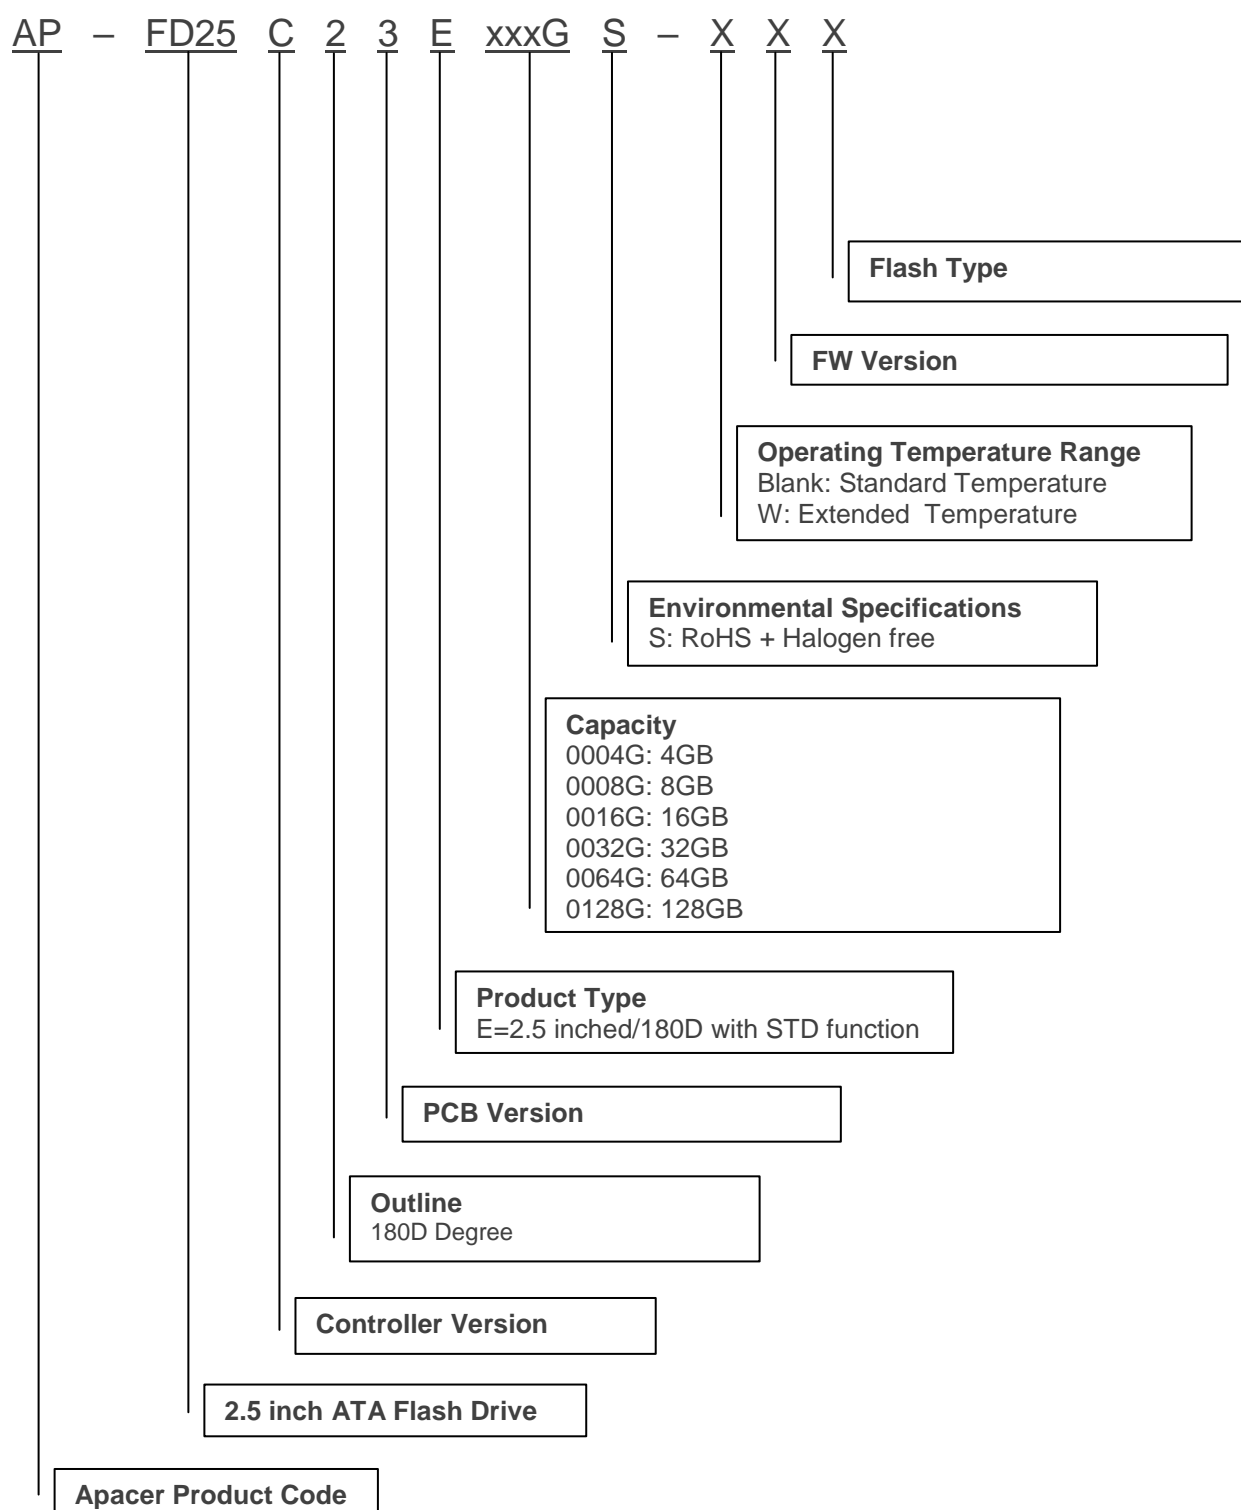 AP – FD25 C 2 3 E xxxG S – X X X
Flash Type
FW Version
Operating Temperature Range
Blank: Standard Temperature
W: Extended Temperature
Environmental Specifications
S: RoHS + Halogen free
Capacity
0004G: 4GB
0008G: 8GB
0016G: 16GB
0032G: 32GB
0064G: 64GB
0128G: 128GB
Product Type
E=2.5 inched/180D with STD function
PCB Version
Outline
180D Degree
Controller Version
2.5 inch ATA Flash Drive
Apacer Product Code